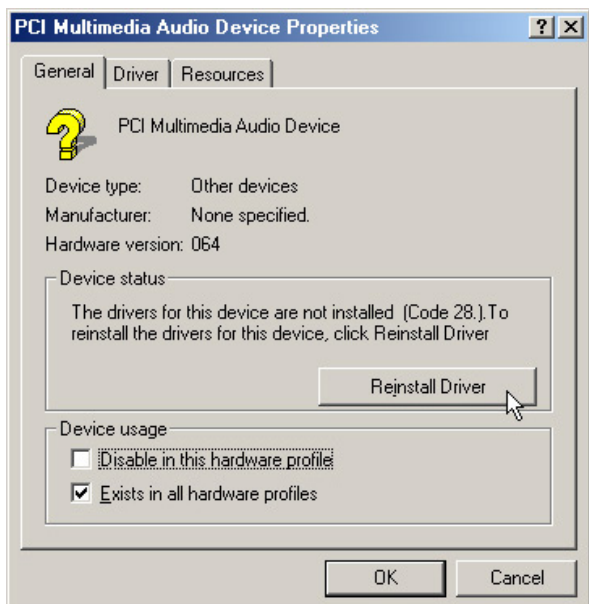 PCI Multimedia Audio Device Properties
General Driver Resources
PCI Multimedia Audio Device
Device type: Other devices
Manufacturer: None specified.
Hardware version: 064
Device status
The drivers for this device are not installed (Code 28.).To
reinstall the drivers for this device, click Reinstall Driver
Reinstall Driver
Device usage
Disable in this hardware profile
Exists in all hardware profiles
OK Cancel